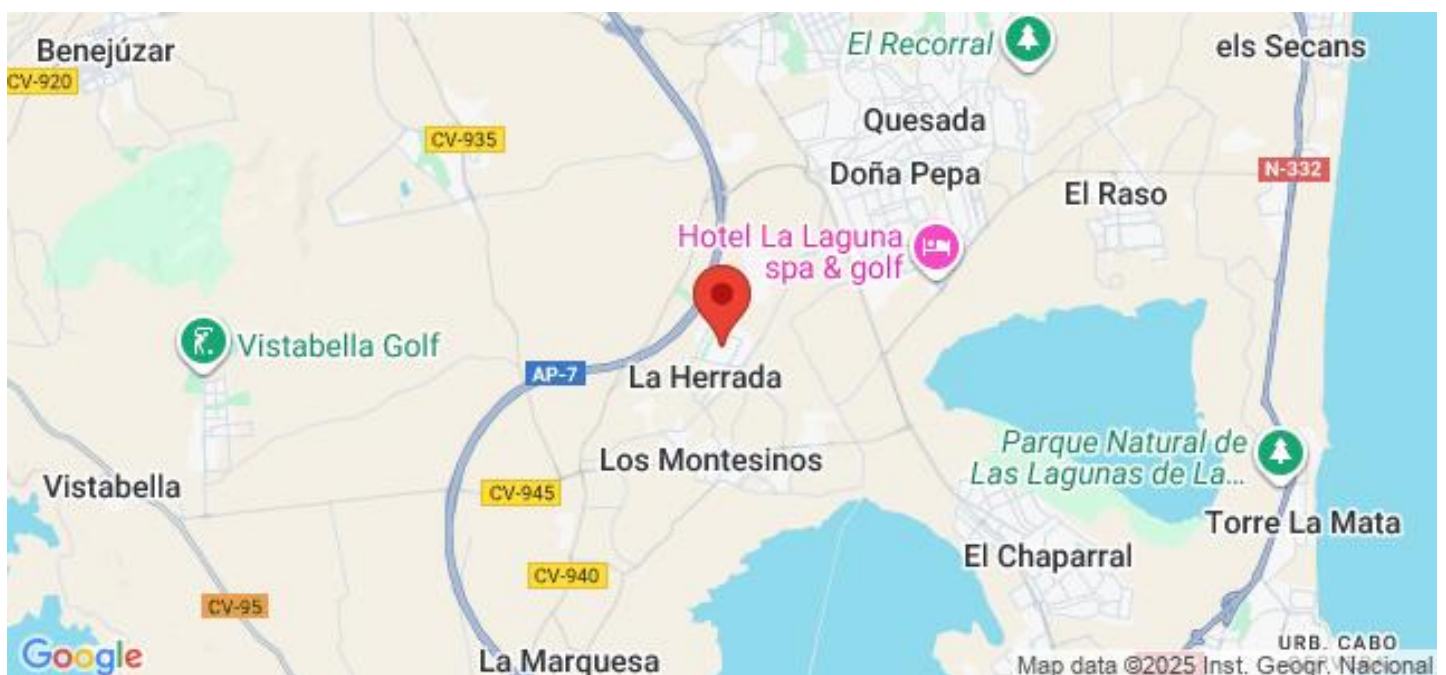 Benejúzar
El Recorral
els Secans
CV-920
Quesada
CV-935
Doña Pepa
N-332
El Raso
Hotel La Laguna
spa & golf
Vistabella Golf
AP-7
La Herrada
Parque Natural de
Las Lagunas de La...
Los Montesinos
Vistabella
CV-945
Torre La Mata
El Chaparral
CV-940
CV-95
URB. CABO
Google
La Marquesa
Map data ©2025 Inst. Geogr. Nacional